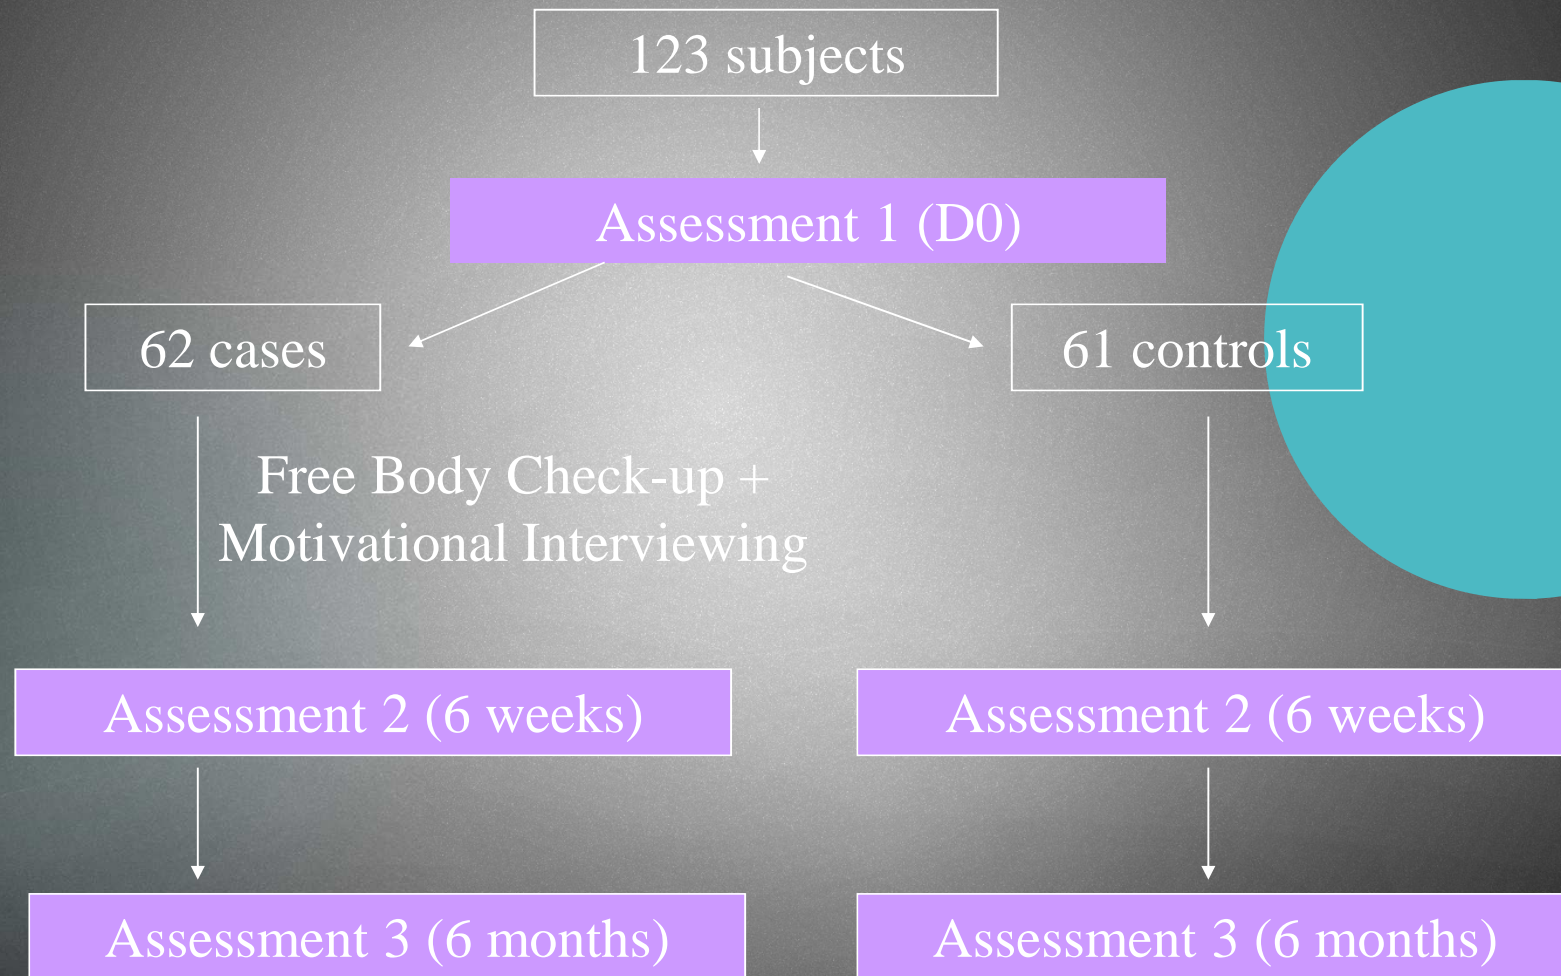 123 subjects
Assessment 1 (D0)
62 cases
61 controls
Free Body Check-up +
Motivational Interviewing
Assessment 2 (6 weeks)
Assessment 2 (6 weeks)
Assessment 3 (6 months)
Assessment 3 (6 months)